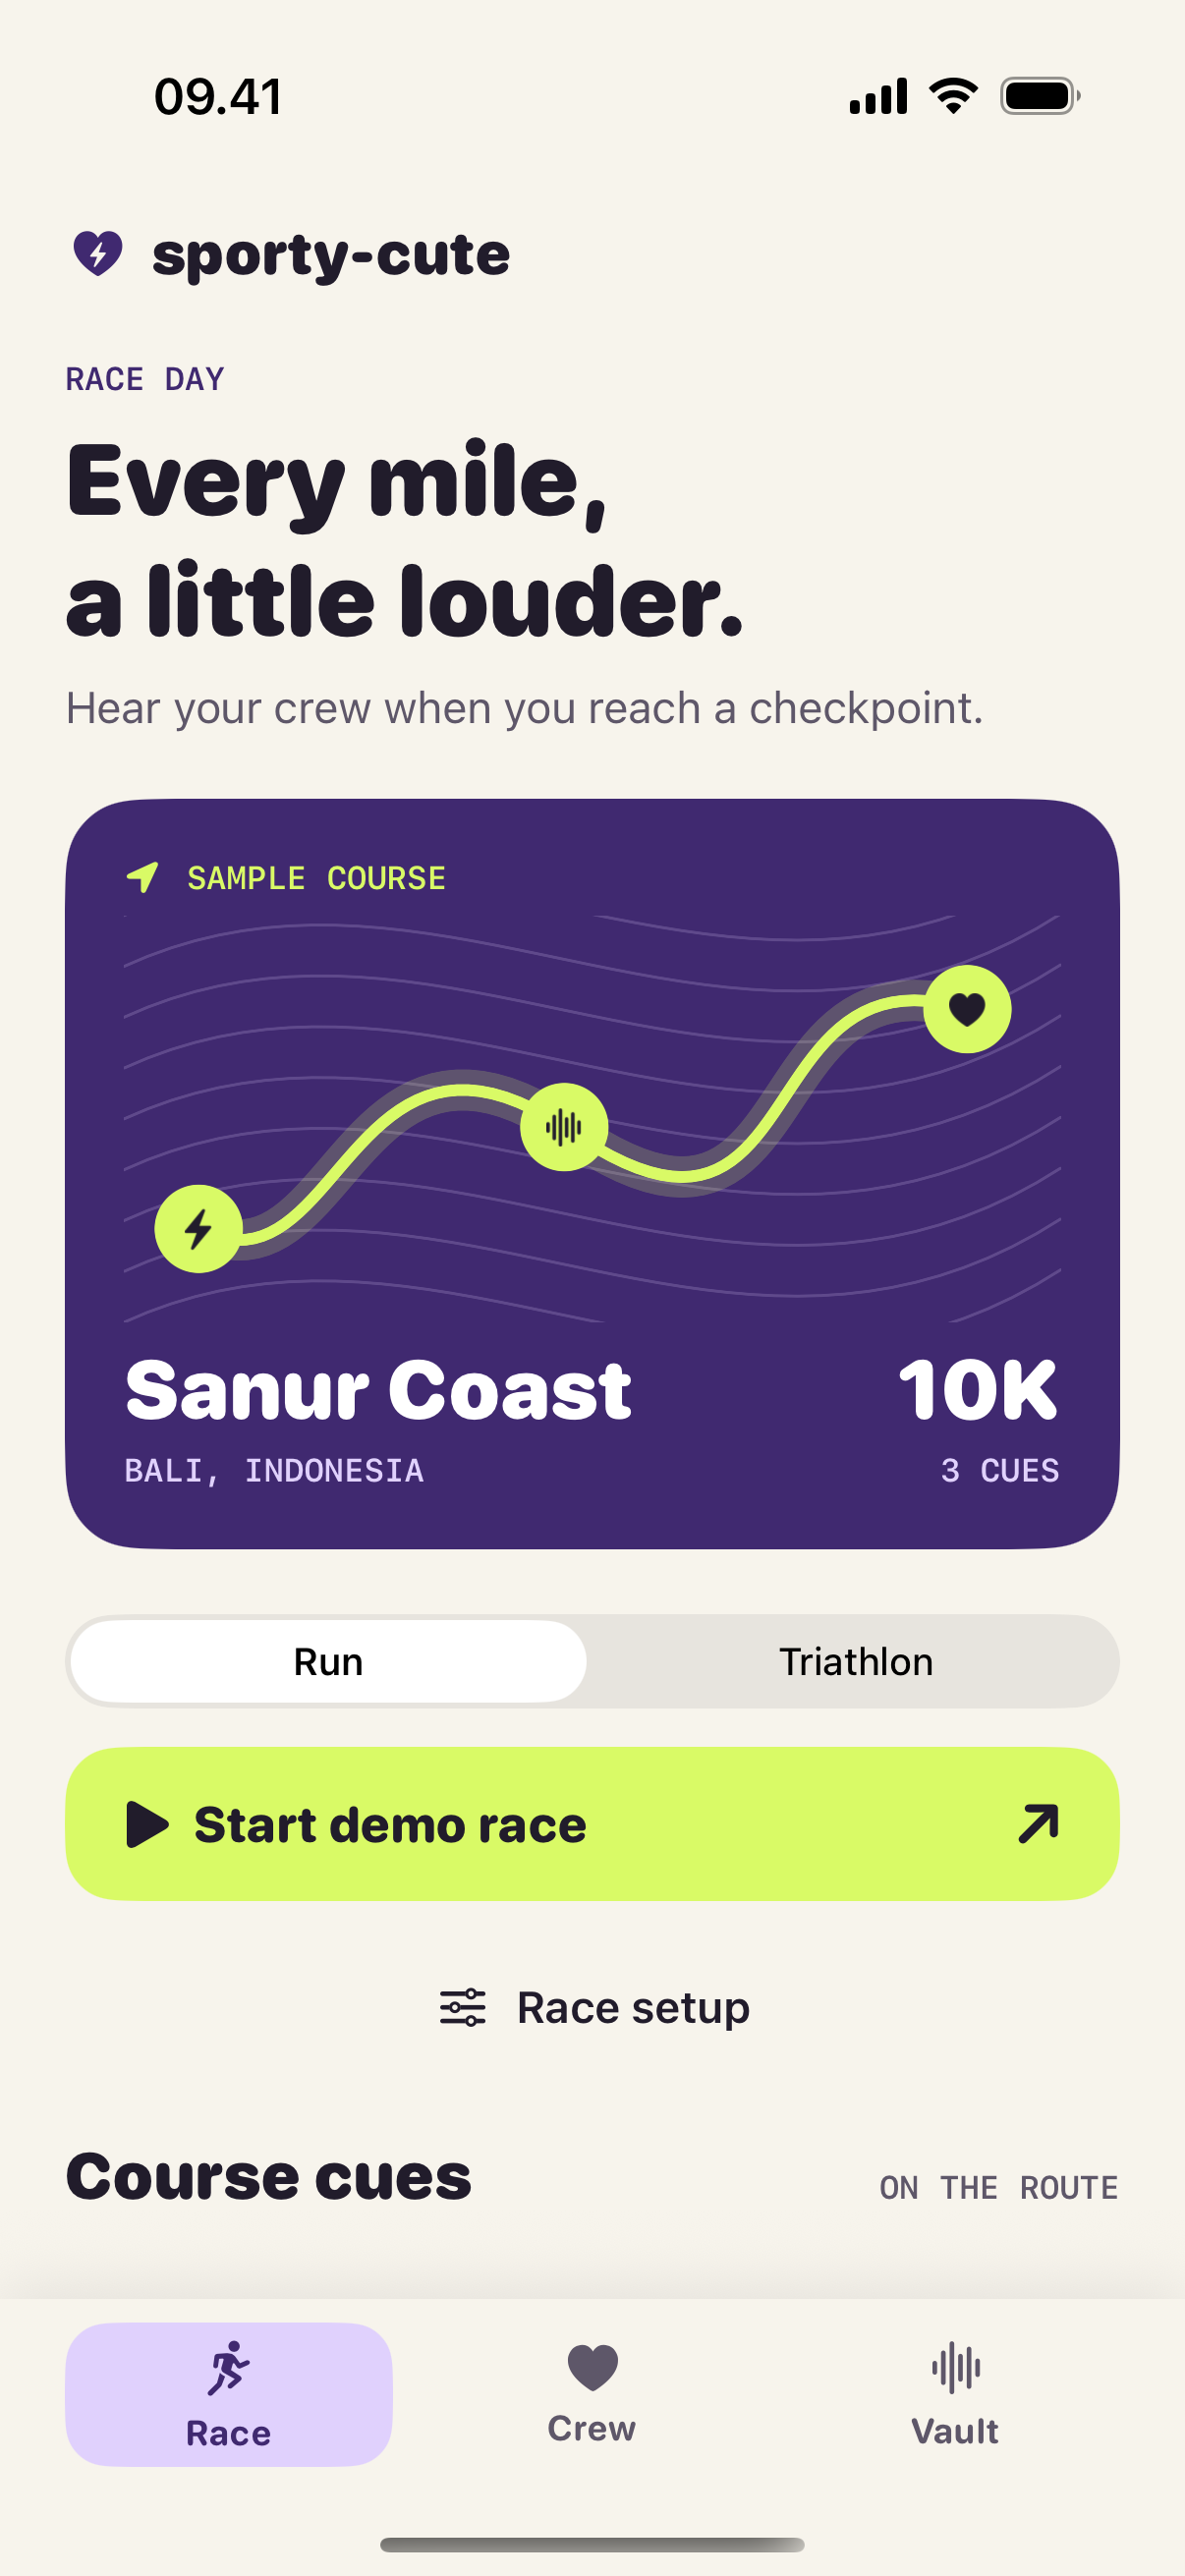 09.41
sporty-cute
RACE DAY
Every mile,
a little louder.
Hear your crew when you reach a checkpoint.
SAMPLE COURSE
Sanur Coast
10K
BALI, INDONESIA
3 CUES
Run
Triathlon
Start demo race
Race setup
Course cues
ON THE ROUTE
Race
Crew
Vault